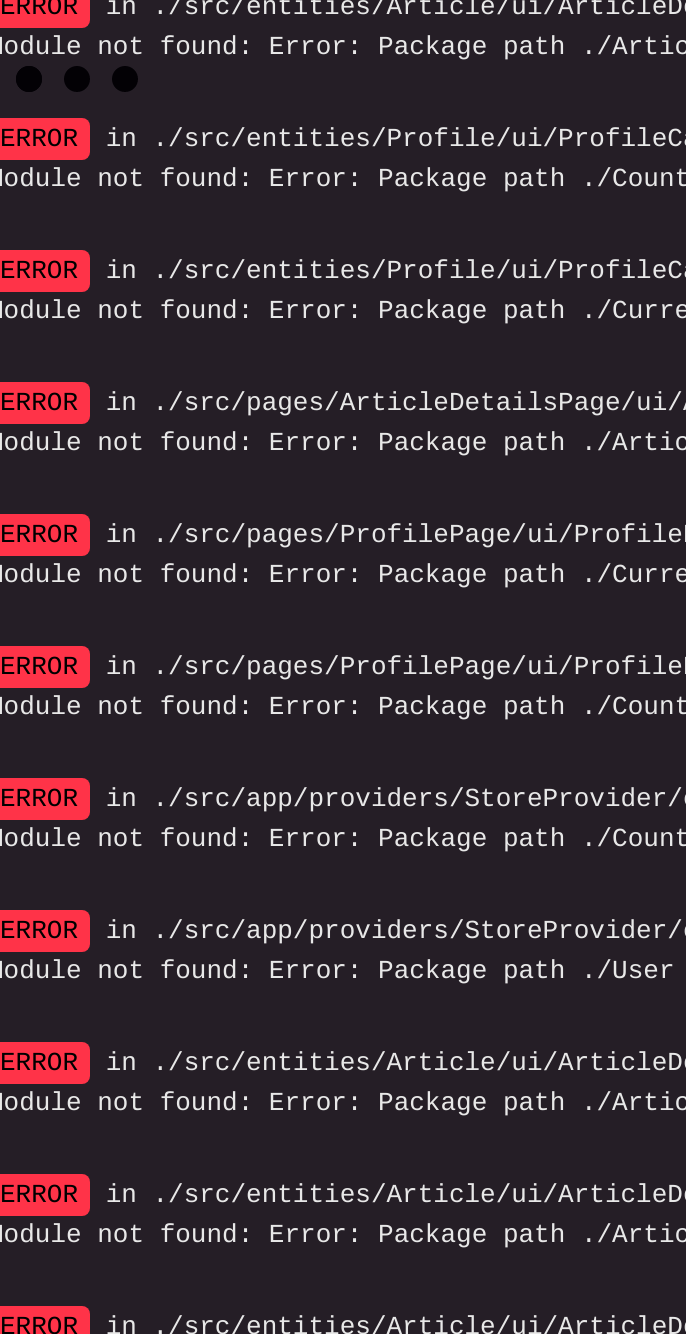 ERROR in ./src/entities/Article/ui/ArticleD
Module not found: Error: Package path ./Artic
ERROR in ./src/entities/Profile/ui/ProfileCa
Module not found: Error: Package path ./Count
ERROR in ./src/entities/Profile/ui/ProfileCa
Module not found: Error: Package path ./Curre
ERROR in ./src/pages/ArticleDetailsPage/ui/A
Module not found: Error: Package path ./Artic
ERROR in ./src/pages/ProfilePage/ui/Profile
Module not found: Error: Package path ./Curre
ERROR in ./src/pages/ProfilePage/ui/Profile
Module not found: Error: Package path ./Count
ERROR in ./src/app/providers/StoreProvider/
Module not found: Error: Package path ./Count
ERROR in ./src/app/providers/StoreProvider/
Module not found: Error: Package path ./User
ERROR in ./src/entities/Article/ui/ArticleDe
Module not found: Error: Package path ./Artic
ERROR in ./src/entities/Article/ui/ArticleDe
Module not found: Error: Package path ./Artic
ERROR in ./src/entities/Article/ui/ArticleDe